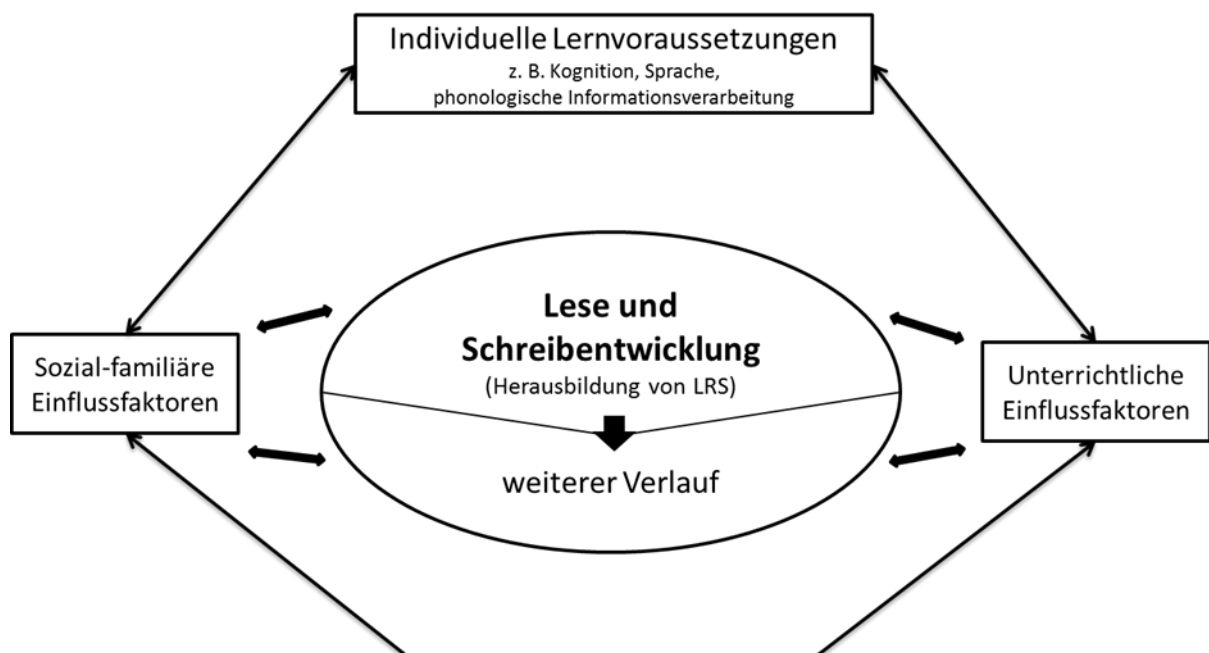 Individuelle Lernvoraussetzungen
z. B. Kognition, Sprache,
phonologische Informationsverarbeitung
Lese und
Schreibentwicklung
(Herausbildung von LRS)
weiterer Verlauf
Sozial-familiäre
Einflussfaktoren
Unterrichtliche
Einflussfaktoren